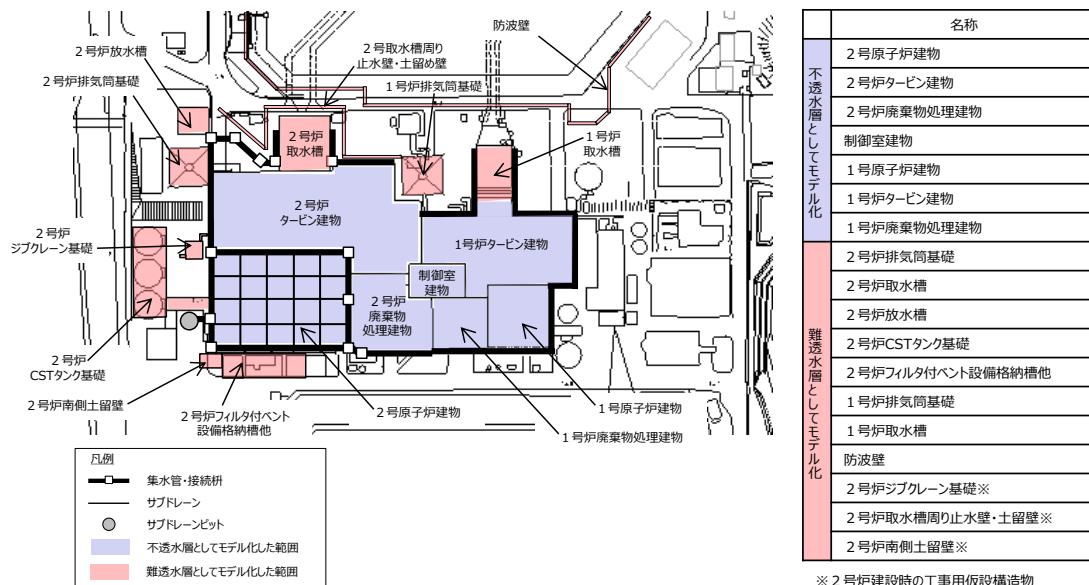 防波壁
2号炉放水槽
2号取水槽周り
止水壁・土留め壁
2号炉排気筒基礎
1号炉排気筒基礎
2号炉
取水槽
1号炉
取水槽
2号炉
タービン建物
2号炉
ジブクレーン基礎
1号炉タービン建物
制御室
建物
2号炉
廃棄物
処理建物
2号炉
CSTタンク基礎
2号炉南側土留壁
2号炉フィルタ付ベント
設備格納槽他
2号原子炉建物
1号原子炉建物
1号炉廃棄物処理建物
凡例
集水管・接続枡
サブドレーン
サブドレーンピット
不透水層としてモデル化した範囲
難透水層としてモデル化した範囲
名称
不透水層としてモデル化
2号原子炉建物
2号炉タービン建物
2号炉廃棄物処理建物
制御室建物
1号原子炉建物
1号炉タービン建物
1号炉廃棄物処理建物
難透水層としてモデル化
2号炉排気筒基礎
2号炉取水槽
2号炉放水槽
2号炉CSTタンク基礎
2号炉フィルタ付ベント設備格納槽他
1号炉排気筒基礎
1号炉取水槽
防波壁
2号炉ジブクレーン基礎※
2号炉取水槽周り止水壁・土留壁※
2号炉南側土留壁※
※2号炉建設時の工事用仮設構造物